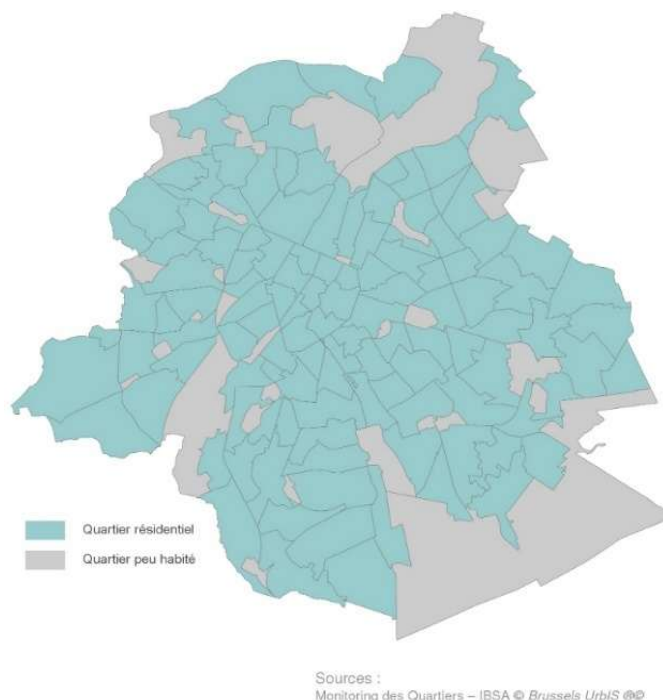 Quartier résidentiel
Quartier peu habité
Sources :
Monitoring des Quartiers – IBSA © Brussels UrbIS ®©